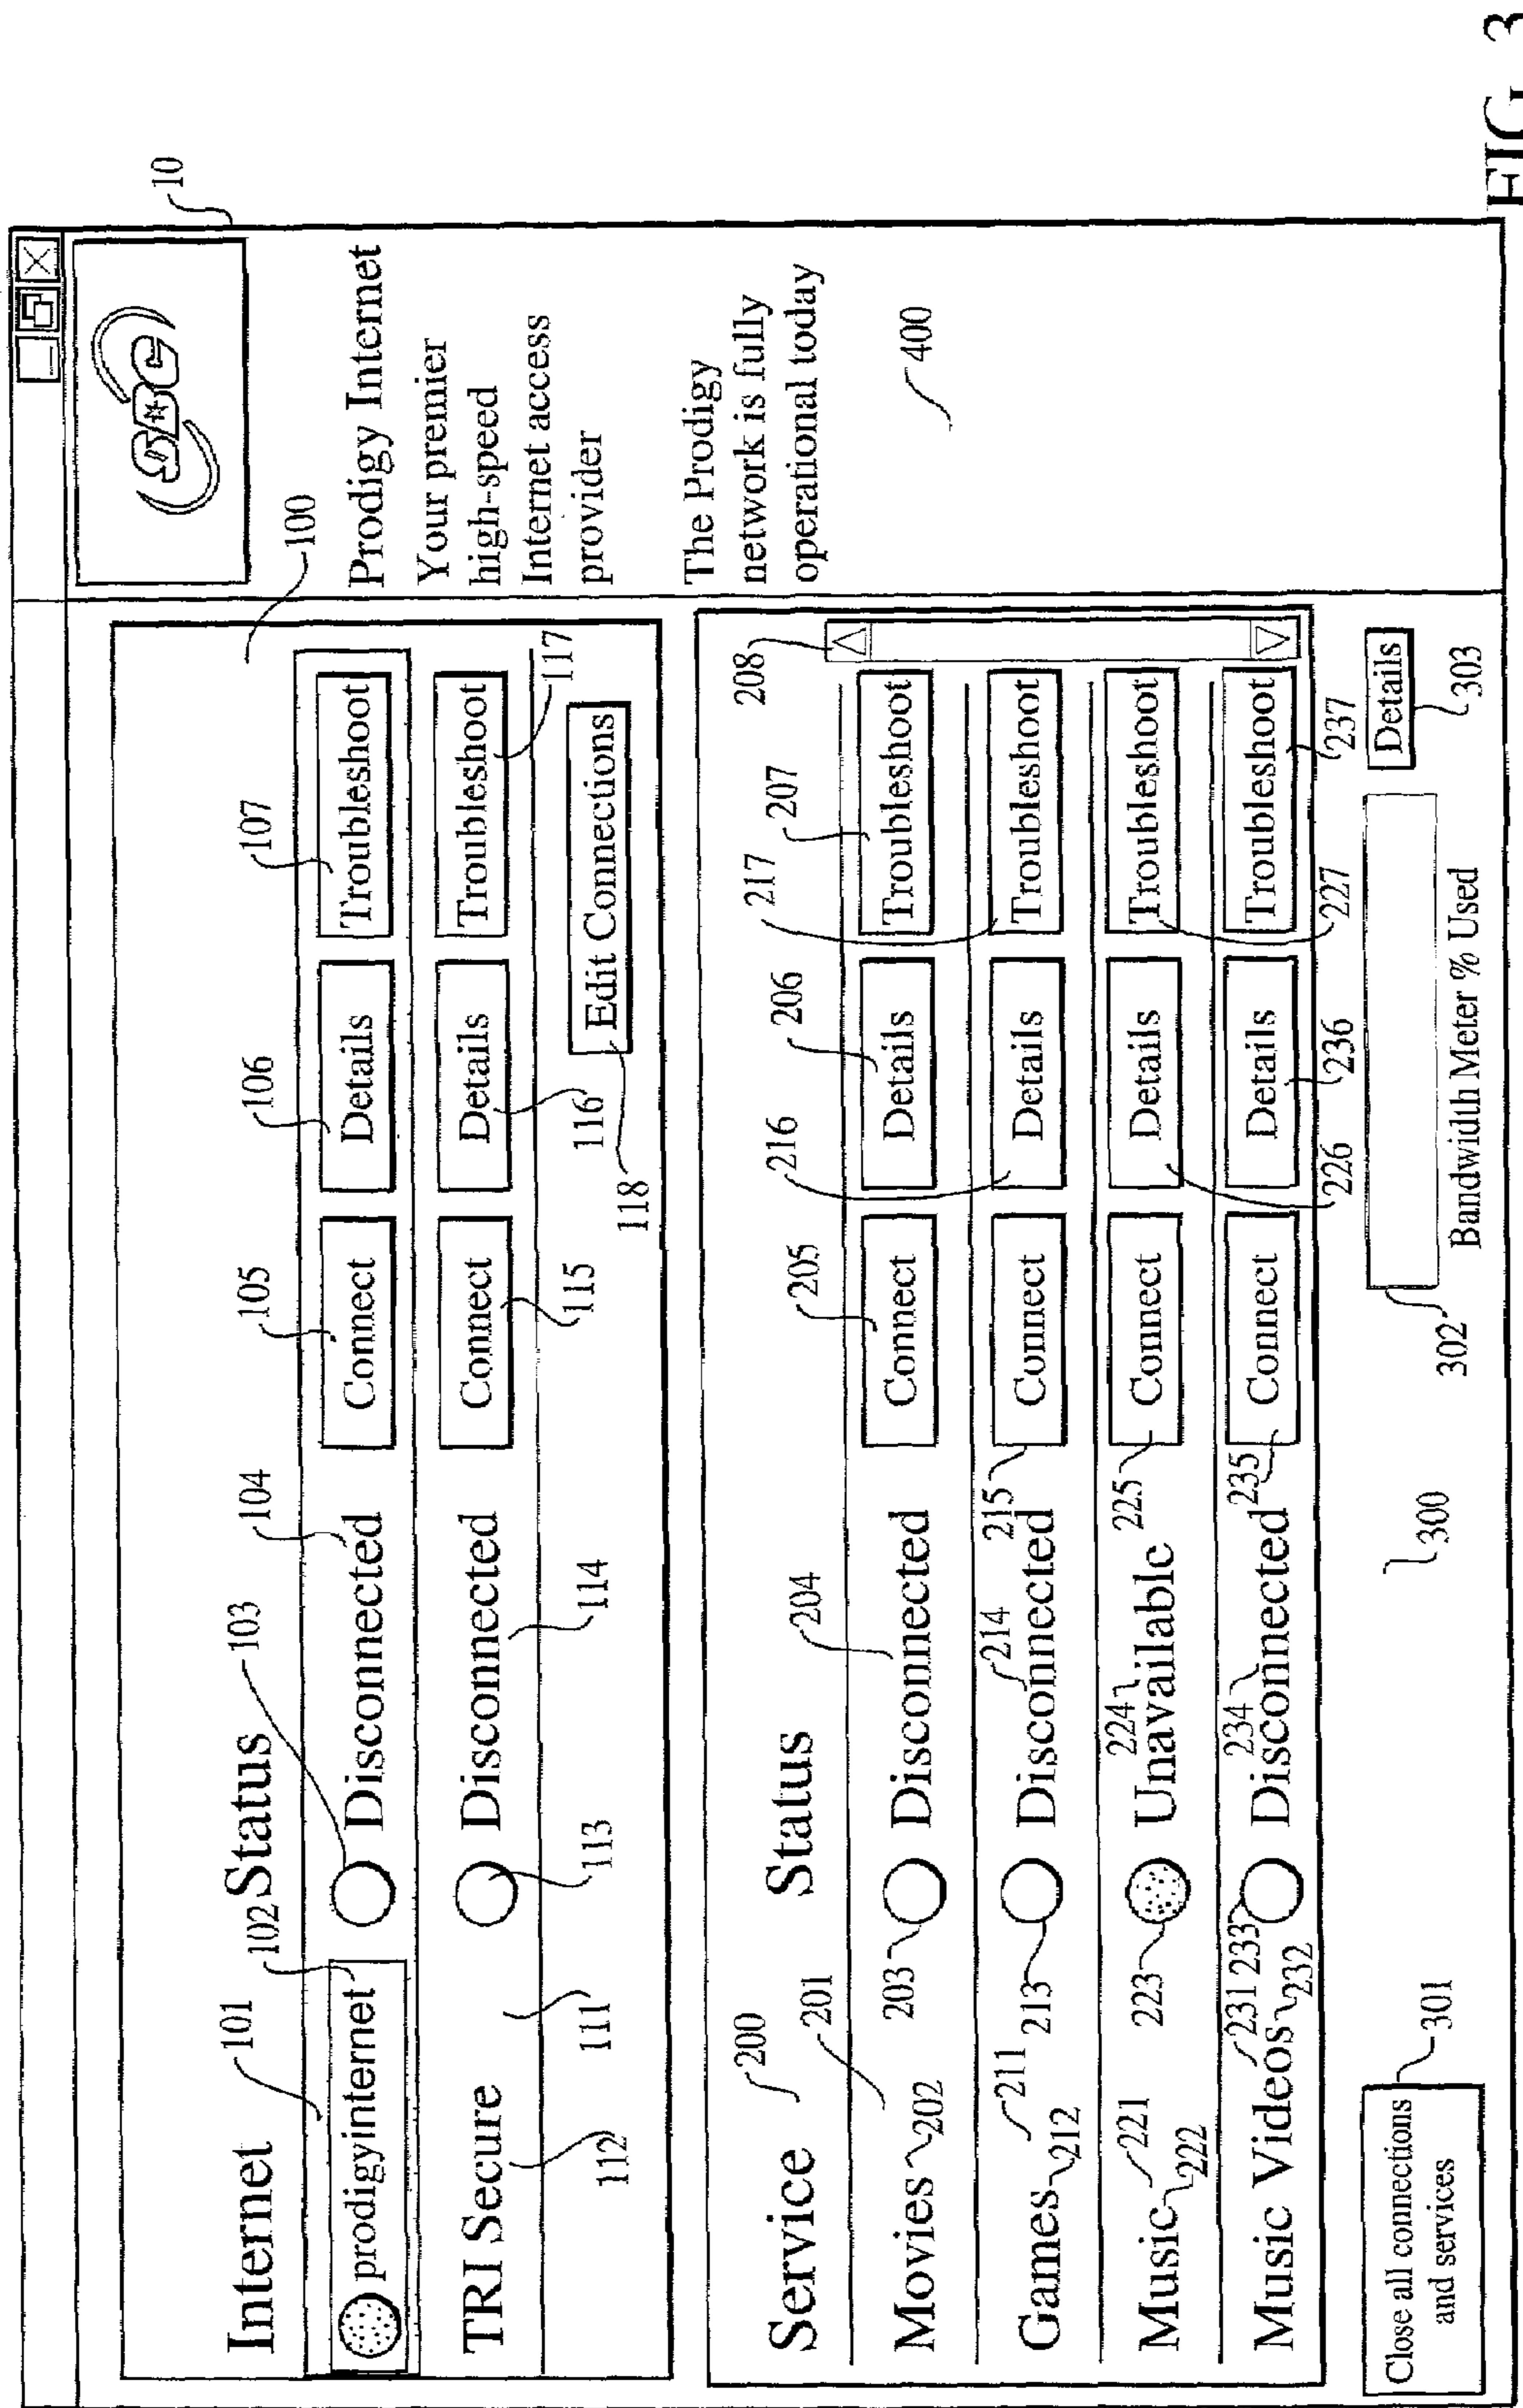 10
SBC
100
Prodigy Internet
Your premier
high-speed
Internet access
provider
The Prodigy
network is fully
operational today
400
Internet 101 102 Status 103 104 105 106 107
prodigyinternet Disconnected Connect Details Troubleshoot
TRI Secure Disconnected Connect Details Troubleshoot
112 111 113 114 115 116 117
118 Edit Connections
Service 200 Status 208
201 204 205 216 206 217 207
Movies 202 203 Disconnected Connect Details Troubleshoot
211 214 215
Games 212 213 Disconnected Connect Details Troubleshoot
221 224 225
Music 222 223 Unavailable Connect Details Troubleshoot
231 233 234 235
Music Videos 232 Disconnected Connect Details Troubleshoot
226 236 227 237
Close all connections
and services
301
300
302
Bandwidth Meter % Used
Details
303
FIG. 3